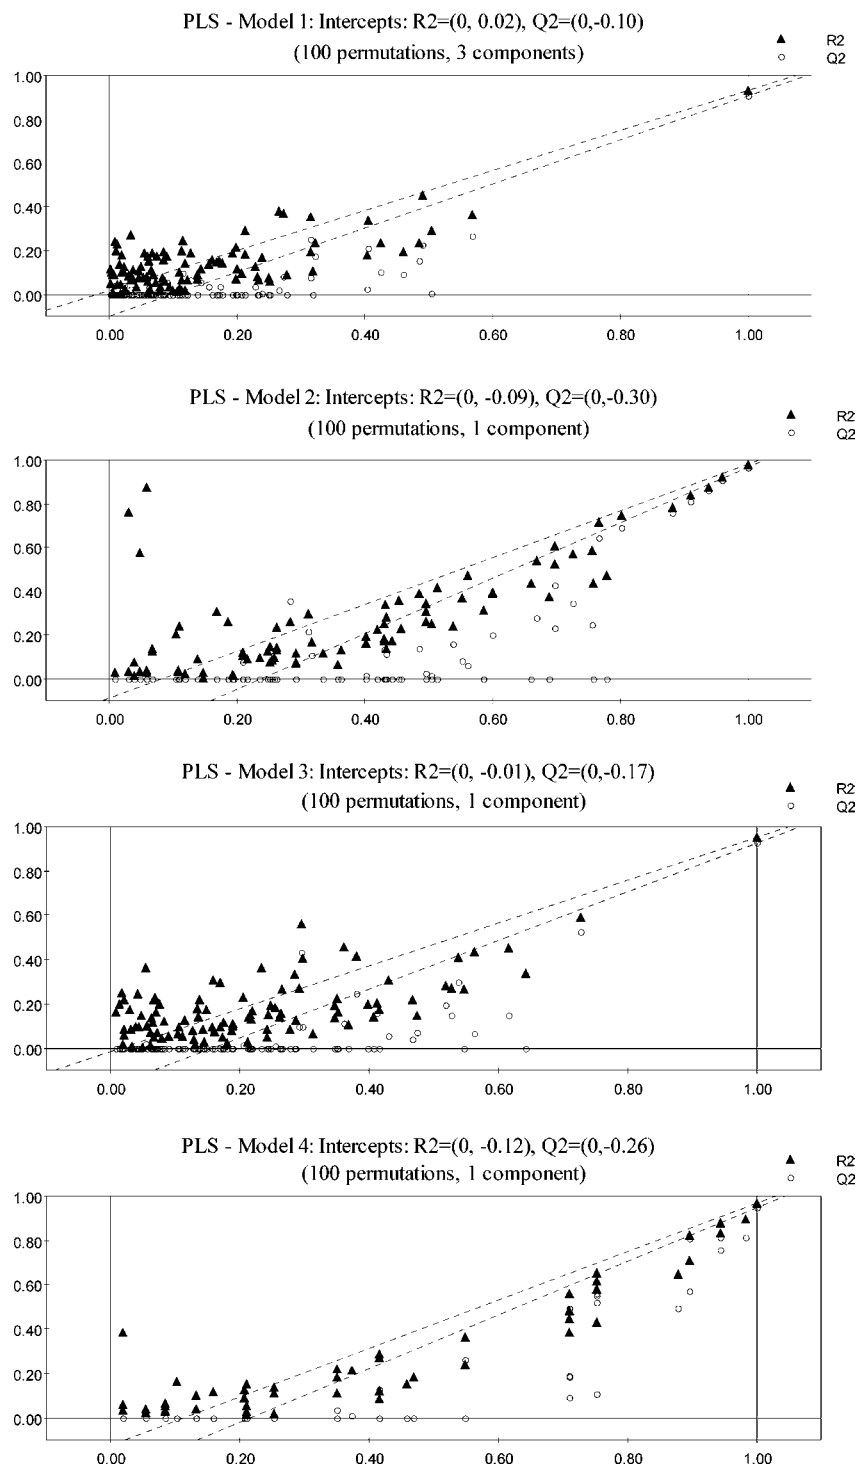 PLS - Model 1: Intercepts: R2=(0, 0.02), Q2=(0,-0.10)
(100 permutations, 3 components)
R2
Q2
1.00
0.80
0.60
0.40
0.20
0.00
0.00 0.20 0.40 0.60 0.80 1.00
PLS - Model 2: Intercepts: R2=(0, -0.09), Q2=(0,-0.30)
(100 permutations, 1 component)
R2
Q2
1.00
0.80
0.60
0.40
0.20
0.00
0.00 0.20 0.40 0.60 0.80 1.00
PLS - Model 3: Intercepts: R2=(0, -0.01), Q2=(0,-0.17)
(100 permutations, 1 component)
R2
Q2
1.00
0.80
0.60
0.40
0.20
0.00
0.00 0.20 0.40 0.60 0.80 1.00
PLS - Model 4: Intercepts: R2=(0, -0.12), Q2=(0,-0.26)
(100 permutations, 1 component)
R2
Q2
1.00
0.80
0.60
0.40
0.20
0.00
0.00 0.20 0.40 0.60 0.80 1.00